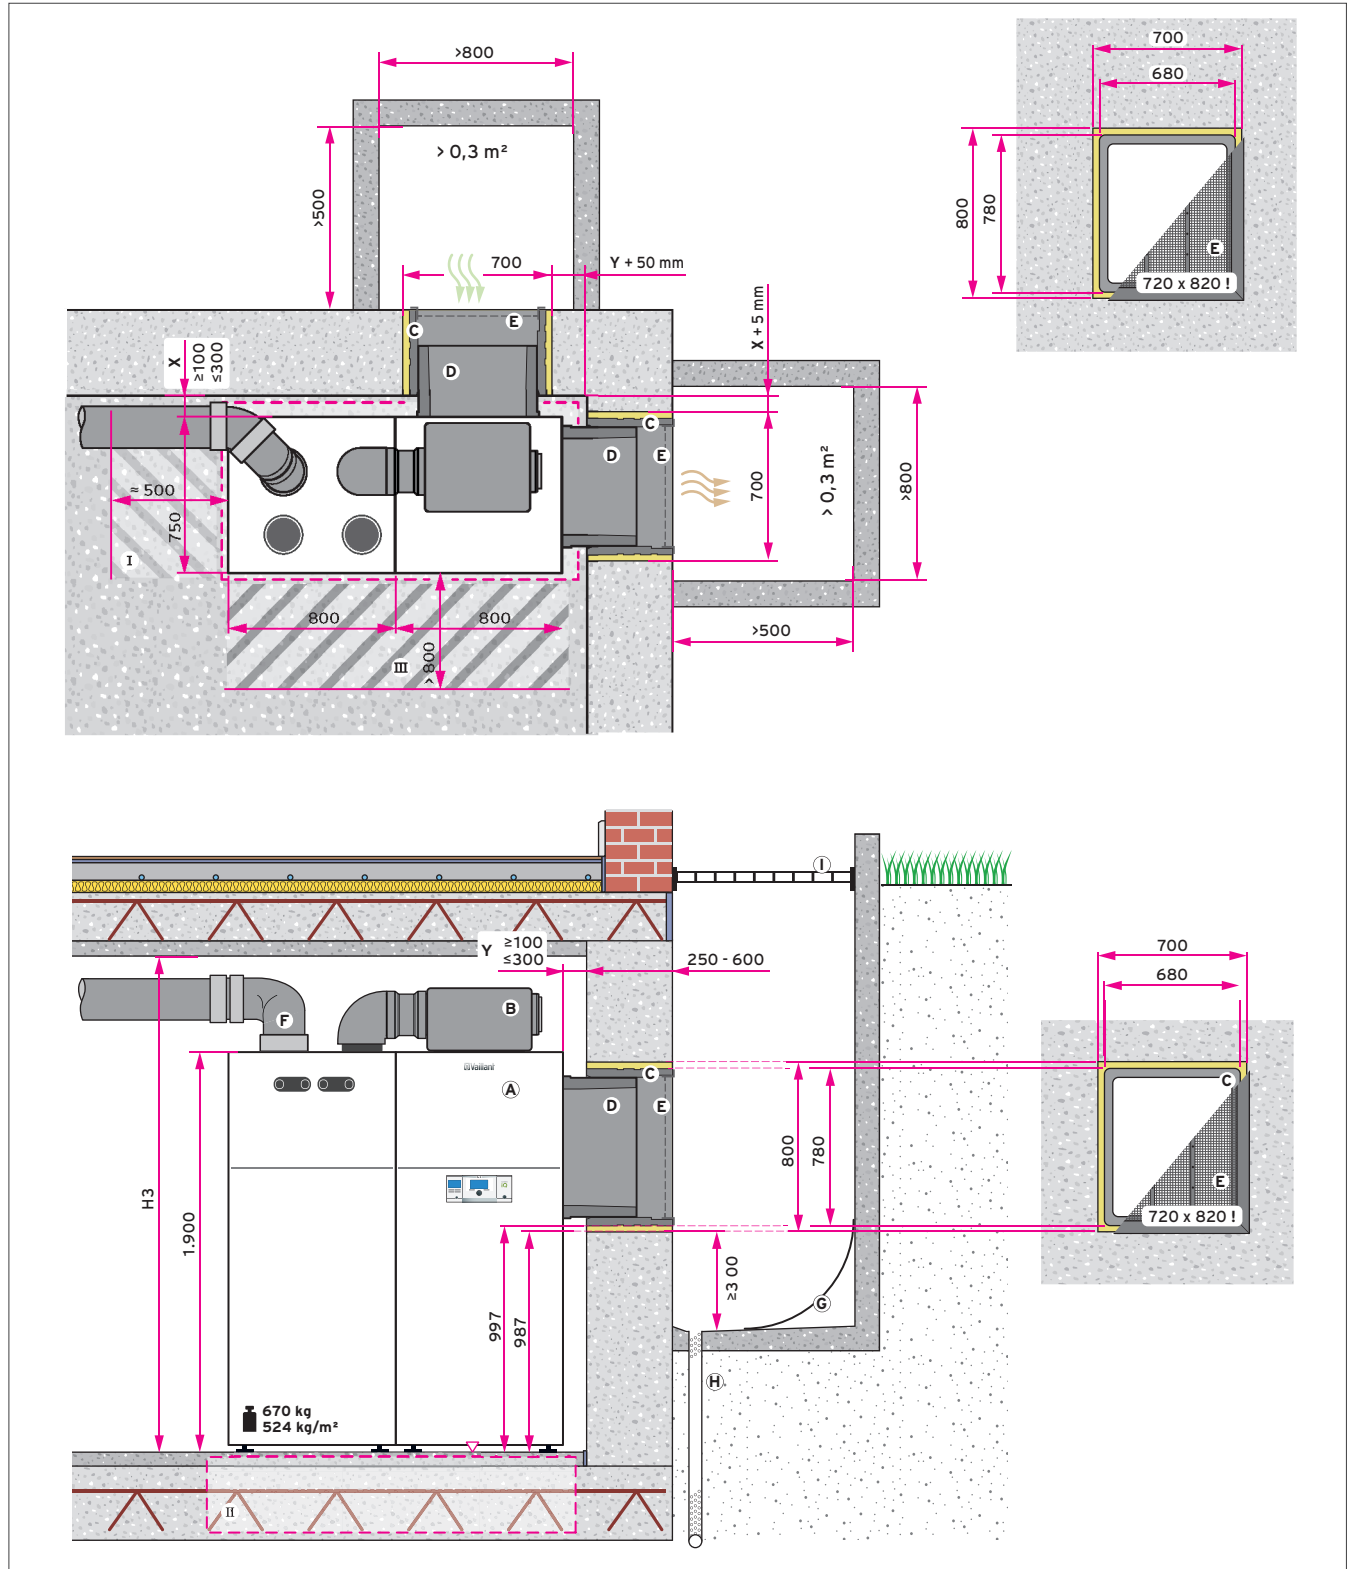 >800
> 0,3 m²
>500
700
Y + 50 mm
X
≥100
≤300
C
E
D
X + 5 mm
C
D
E
700
> 0,3 m²
>800
>500
≈ 500
750
I
800
800
III
>800
700
680
800
780
E
720 x 820 !
I
Y
≥100
≤300
250 - 600
F
B
Vaillant
A
C
D
E
H3
1.900
800
780
997
987
≥3 00
G
H
670 kg
524 kg/m²
II
700
680
C
E
720 x 820 !